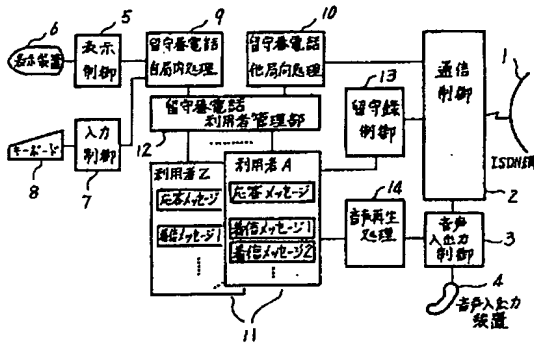 6
表示装置
5
表示
制御
9
留守番電話
自局内処理
10
留守番電話
他局向処理
通信
制御
1
ISDN網
2
8
キーボード
7
入力
制御
12
留守番電話
利用者管理部
13
留守録
制御
利用者Z
応答メッセージ
着信メッセージ1
利用者A
応答メッセージ
着信メッセージ1
着信メッセージ2
11
14
音声再生
処理
音声
入出力
制御
3
4
音声入出力
装置